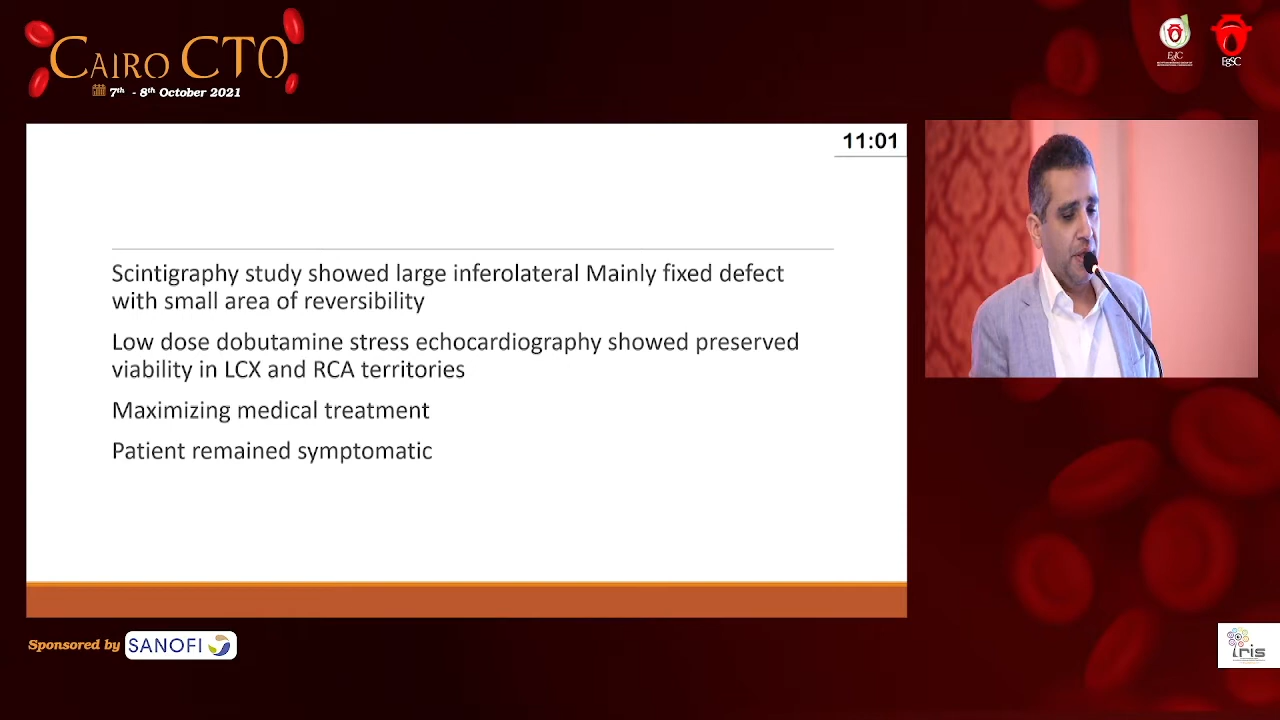 CAIRO CTO
7th - 8th October 2021
EgSC
11:01
Scintigraphy study showed large inferolateral Mainly fixed defect
with small area of reversibility
Low dose dobutamine stress echocardiography showed preserved
viability in LCX and RCA territories
Maximizing medical treatment
Patient remained symptomatic
Sponsored by SANOFI
iris